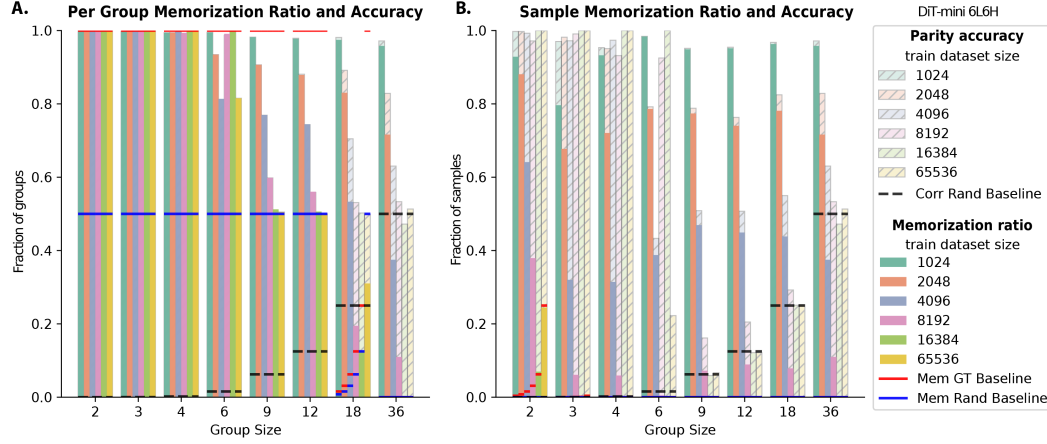 A.
Per Group Memorization Ratio and Accuracy
Fraction of groups
1.0
0.8
0.6
0.4
0.2
0.0
2 3 4 6 9 12 18 36
Group Size
B.
Sample Memorization Ratio and Accuracy
Fraction of samples
1.0
0.8
0.6
0.4
0.2
0.0
2 3 4 6 9 12 18 36
Group Size
DiT-mini 6L6H
Parity accuracy
train dataset size
1024
2048
4096
8192
16384
65536
Corr Rand Baseline
Memorization ratio
train dataset size
1024
2048
4096
8192
16384
65536
Mem GT Baseline
Mem Rand Baseline